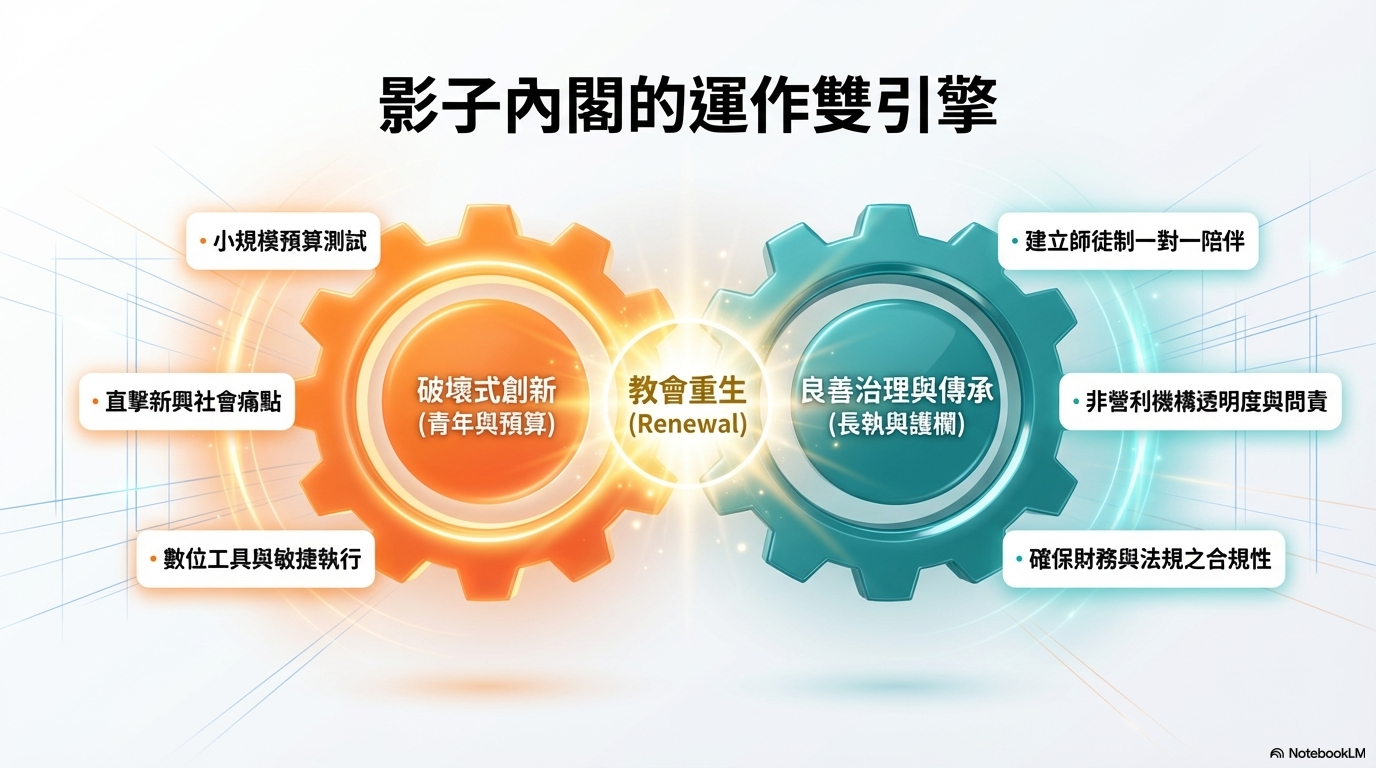 影子內閣的運作雙引擎
• 小規模預算測試
• 直擊新興社會痛點
• 數位工具與敏捷執行
破壞式創新
(青年與預算)
教會重生
(Renewal)
良善治理與傳承
(長執與護欄)
• 建立師徒制一對一陪伴
• 非營利機構透明度與問責
• 確保財務與法規之合規性
NotebookLM